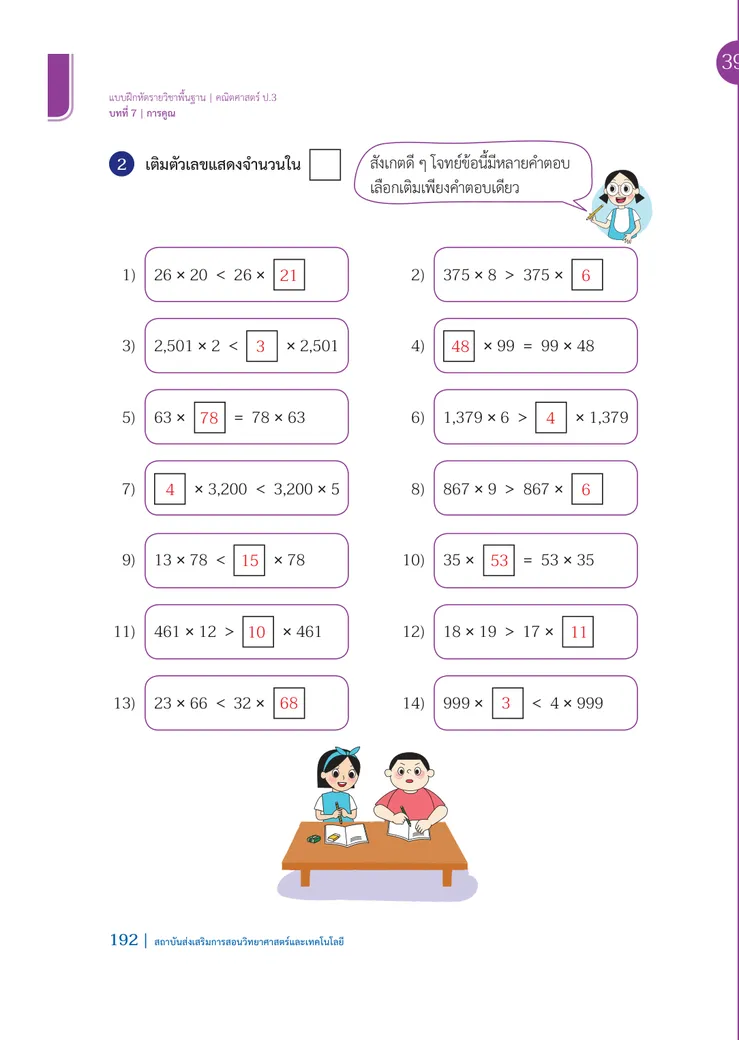 39
แบบฝึกหัดรายวิชาพื้นฐาน | คณิตศาสตร์ ป.3
บทที่ 7 | การคูณ
2 เติมตัวเลขแสดงจำนวนใน
สังเกตดี ๆ โจทย์ข้อนี้มีหลายคำตอบ
เลือกเติมเพียงคำตอบเดียว
1) 26 × 20 < 26 × 21
2) 375 × 8 > 375 × 6
3) 2,501 × 2 < 3 × 2,501
4) 48 × 99 = 99 × 48
5) 63 × 78 = 78 × 63
6) 1,379 × 6 > 4 × 1,379
7) 4 × 3,200 < 3,200 × 5
8) 867 × 9 > 867 × 6
9) 13 × 78 < 15 × 78
10) 35 × 53 = 53 × 35
11) 461 × 12 > 10 × 461
12) 18 × 19 > 17 × 11
13) 23 × 66 < 32 × 68
14) 999 × 3 < 4 × 999
192 | สถาบันส่งเสริมการสอนวิทยาศาสตร์และเทคโนโลยี